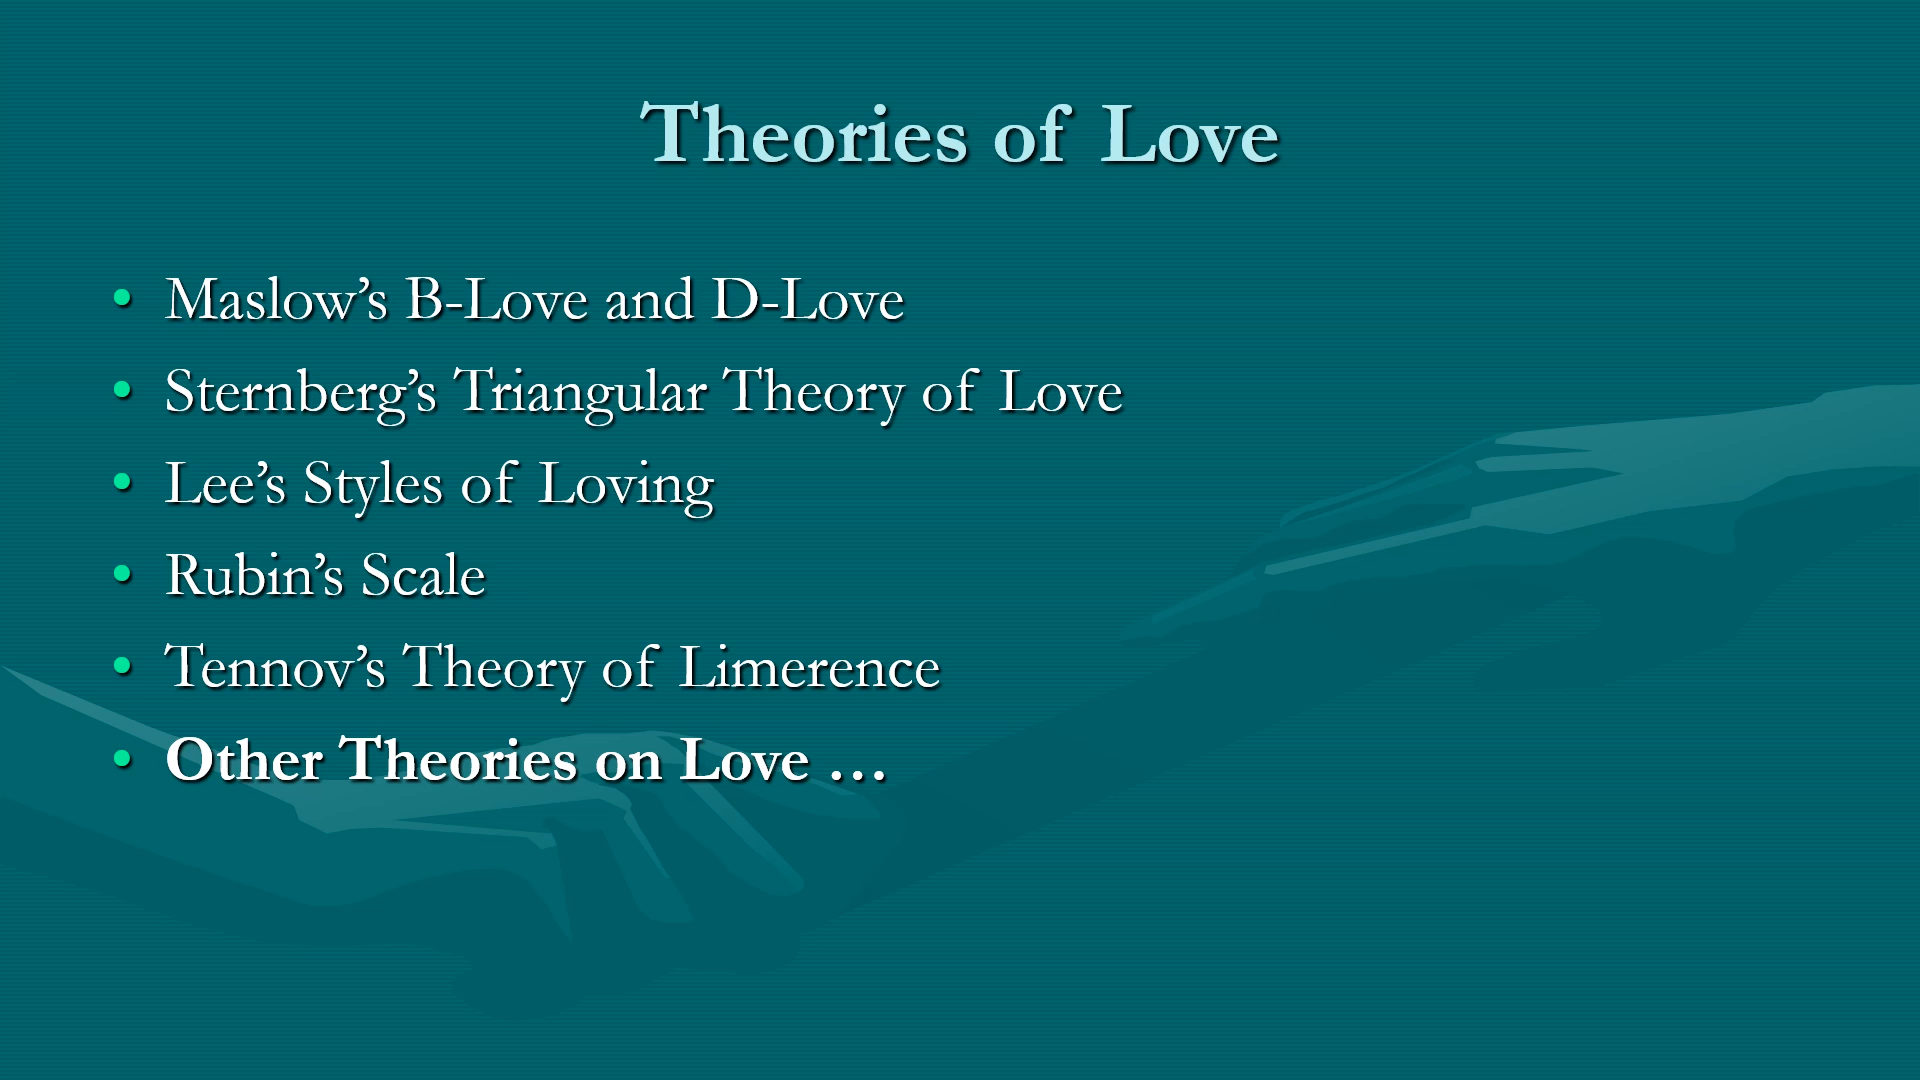 Theories of Love
• Maslow’s B-Love and D-Love
• Sternberg’s Triangular Theory of Love
• Lee’s Styles of Loving
• Rubin’s Scale
• Tennov’s Theory of Limerence
• Other Theories on Love …